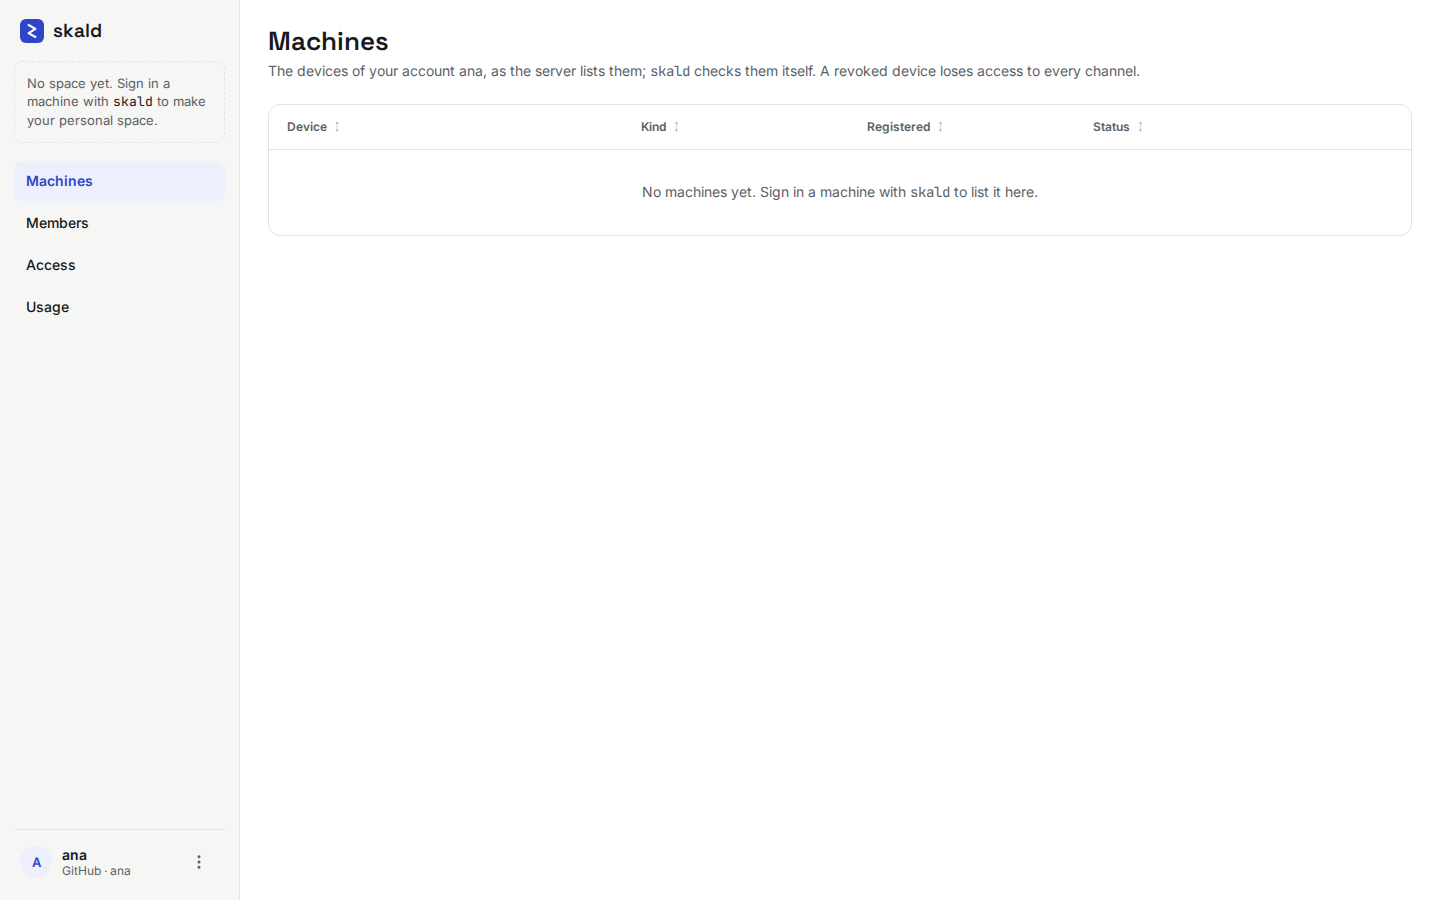 skald
No space yet. Sign in a
machine with skald to make
your personal space.
Machines
Members
Access
Usage
ana
GitHub · ana
A
Machines
The devices of your account ana, as the server lists them; skald checks them itself. A revoked device loses access to every channel.
Device Kind Registered Status
No machines yet. Sign in a machine with skald to list it here.